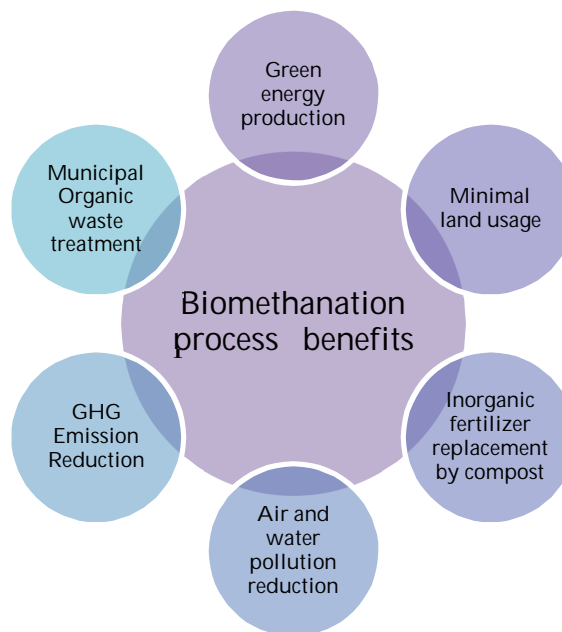 Green
energy
production
Minimal
land usage
Inorganic
fertilizer
replacement
by compost
Air and
water
pollution
reduction
GHG
Emission
Reduction
Municipal
Organic
waste
treatment
Biomethanation
process benefits